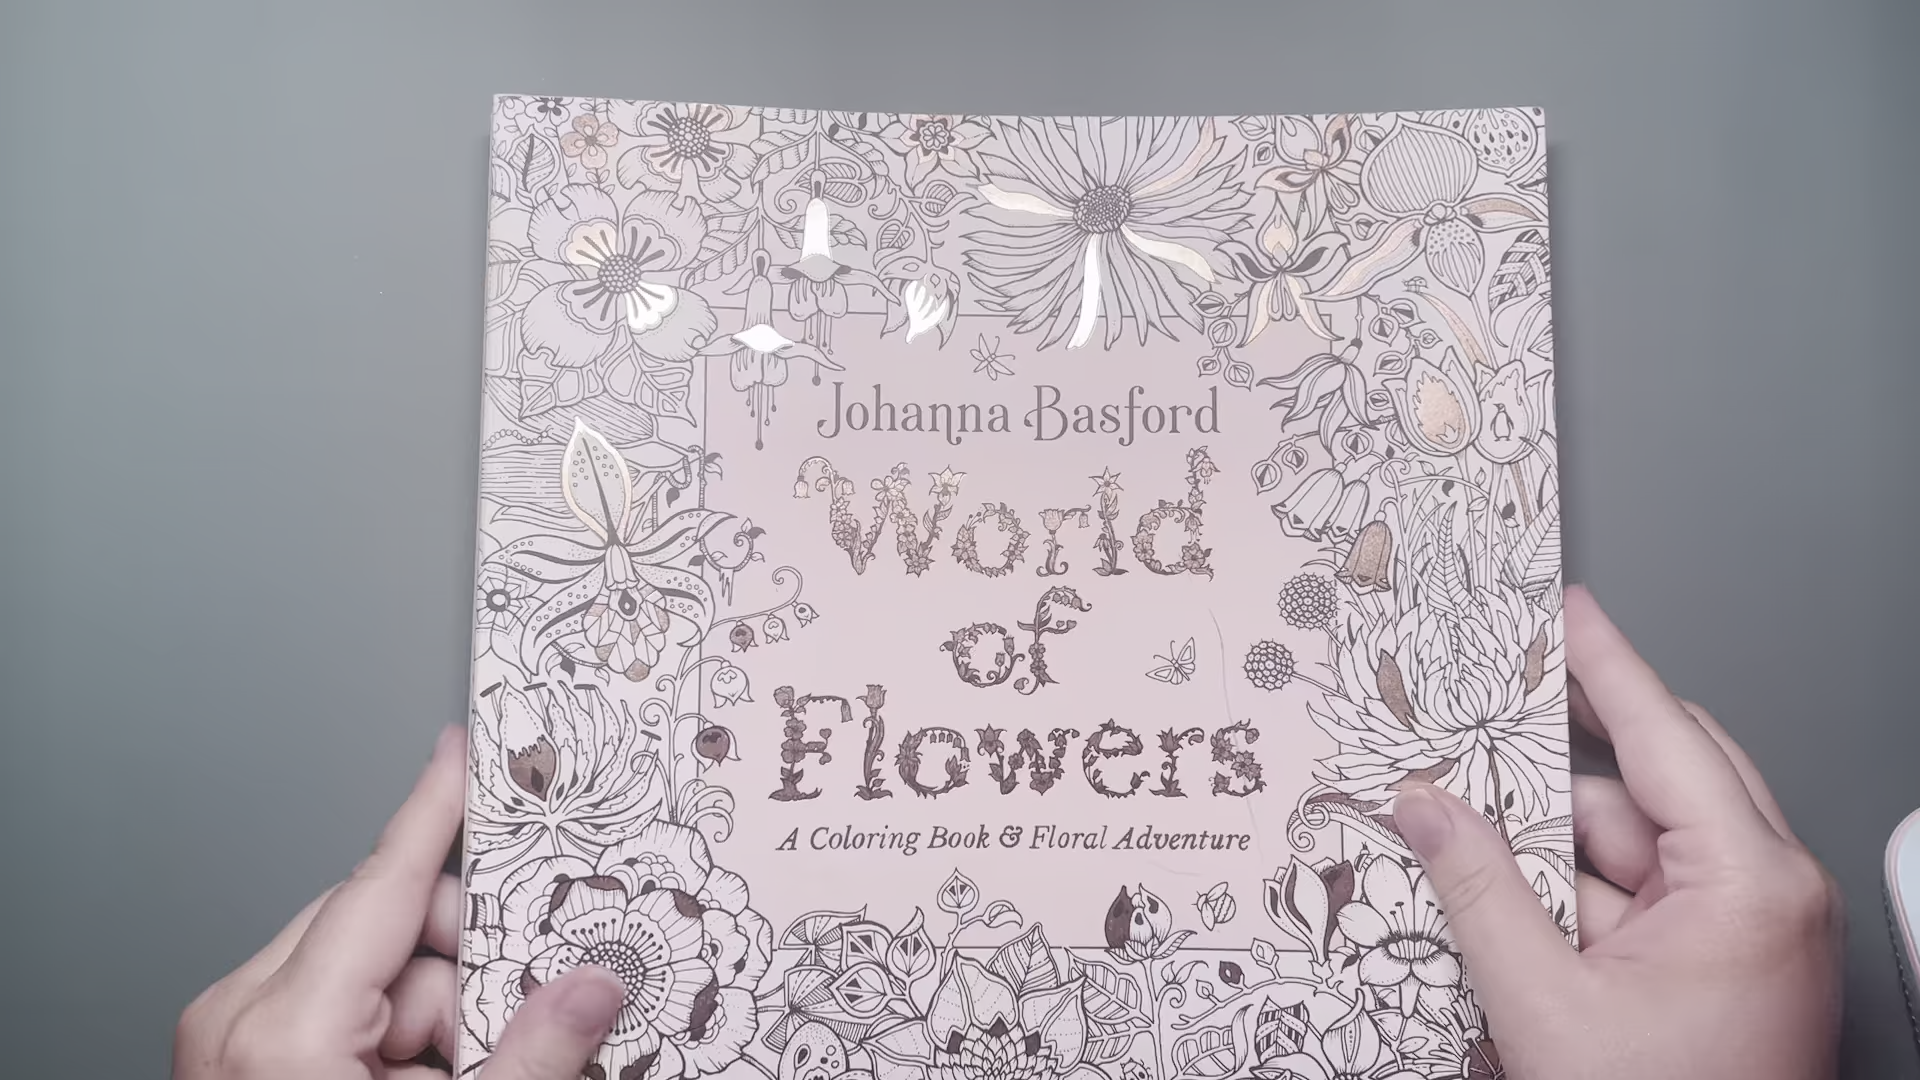 Johanna Basford
World
of
Flowers
A Coloring Book & Floral Adventure